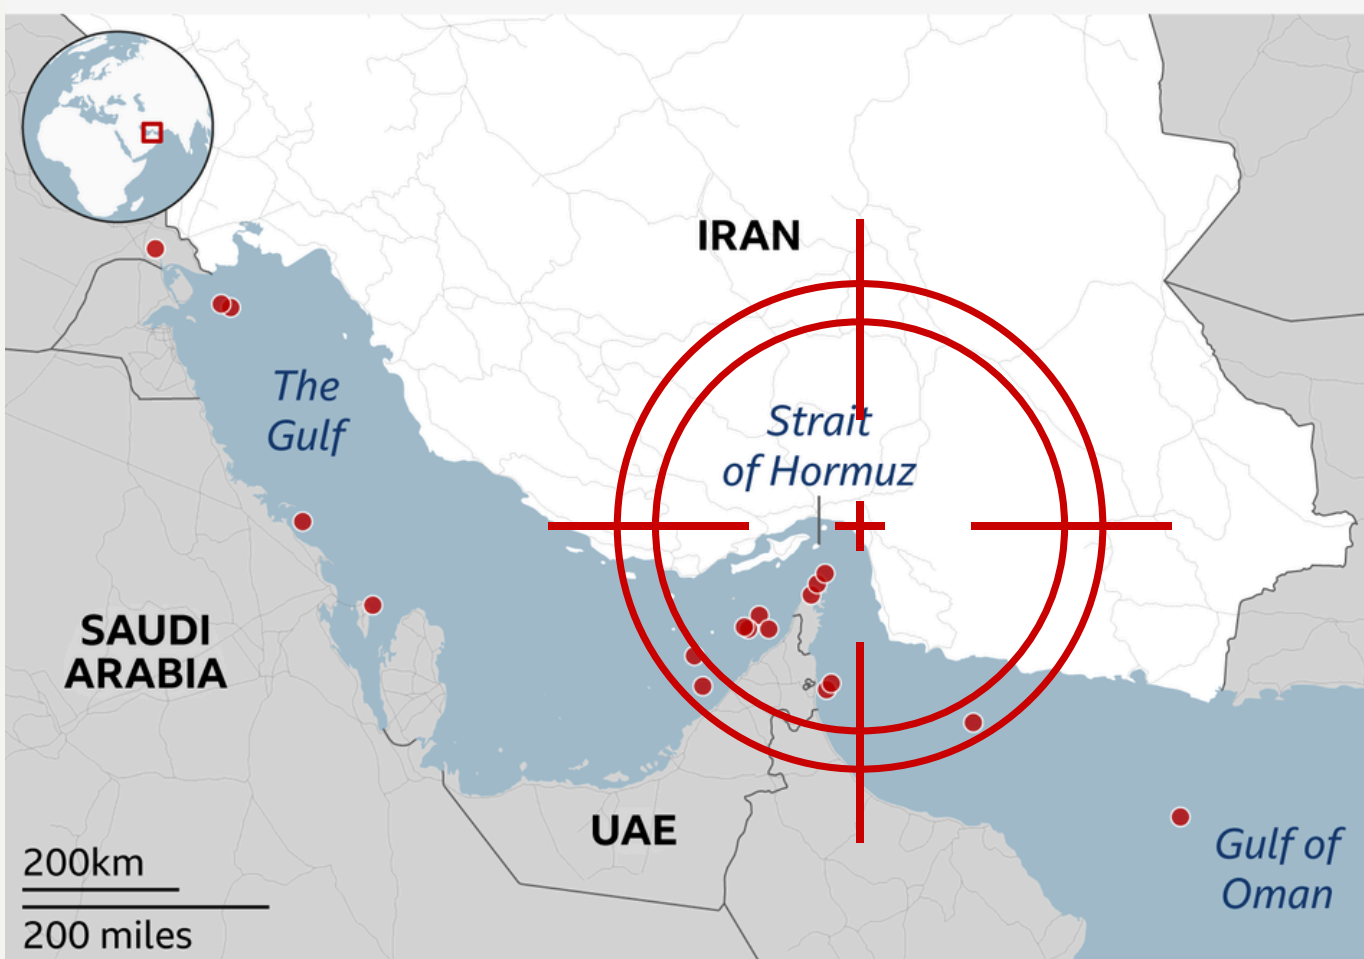 IRAN
The
Gulf
Strait
of Hormuz
SAUDI
ARABIA
UAE
Gulf of
Oman
200km
200 miles